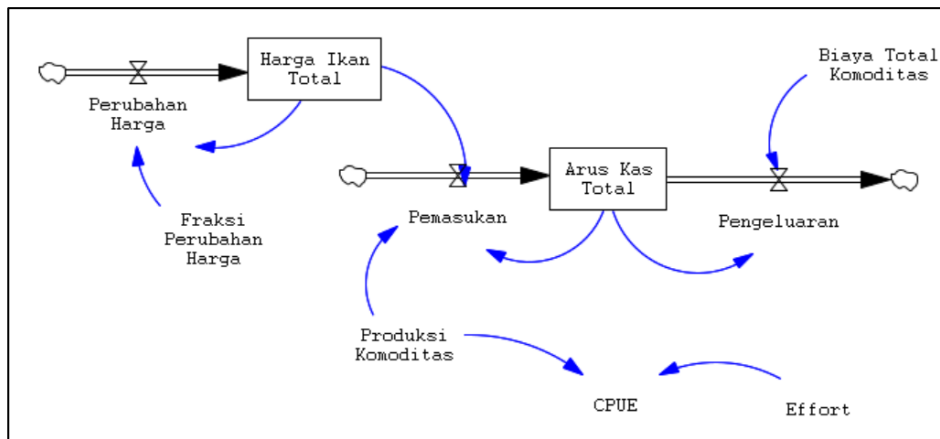 Harga Ikan
Total
Biaya Total
Komoditas
Perubahan
Harga
Arus Kas
Total
Fraksi
Perubahan
Harga
Pemasukan
Pengeluaran
Produksi
Komoditas
CPUE
Effort